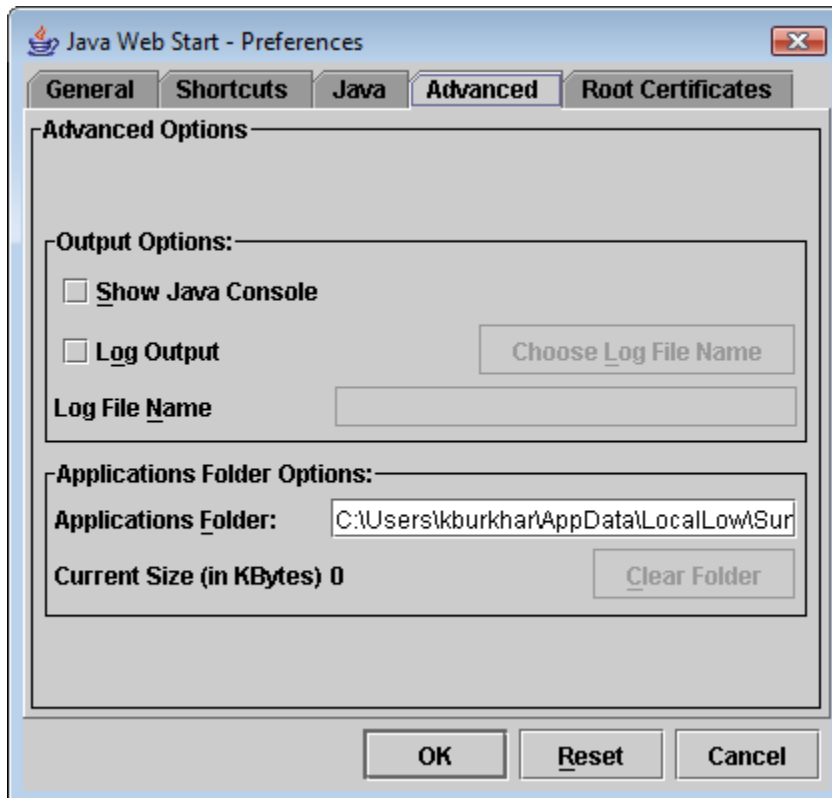 Java Web Start - Preferences
General Shortcuts Java Advanced Root Certificates
Advanced Options
Output Options:
Show Java Console
Log Output Choose Log File Name
Log File Name
Applications Folder Options:
Applications Folder: C:\Users\kburkhar\AppData\LocalLow\Sun
Current Size (in KBytes) 0 Clear Folder
OK Reset Cancel